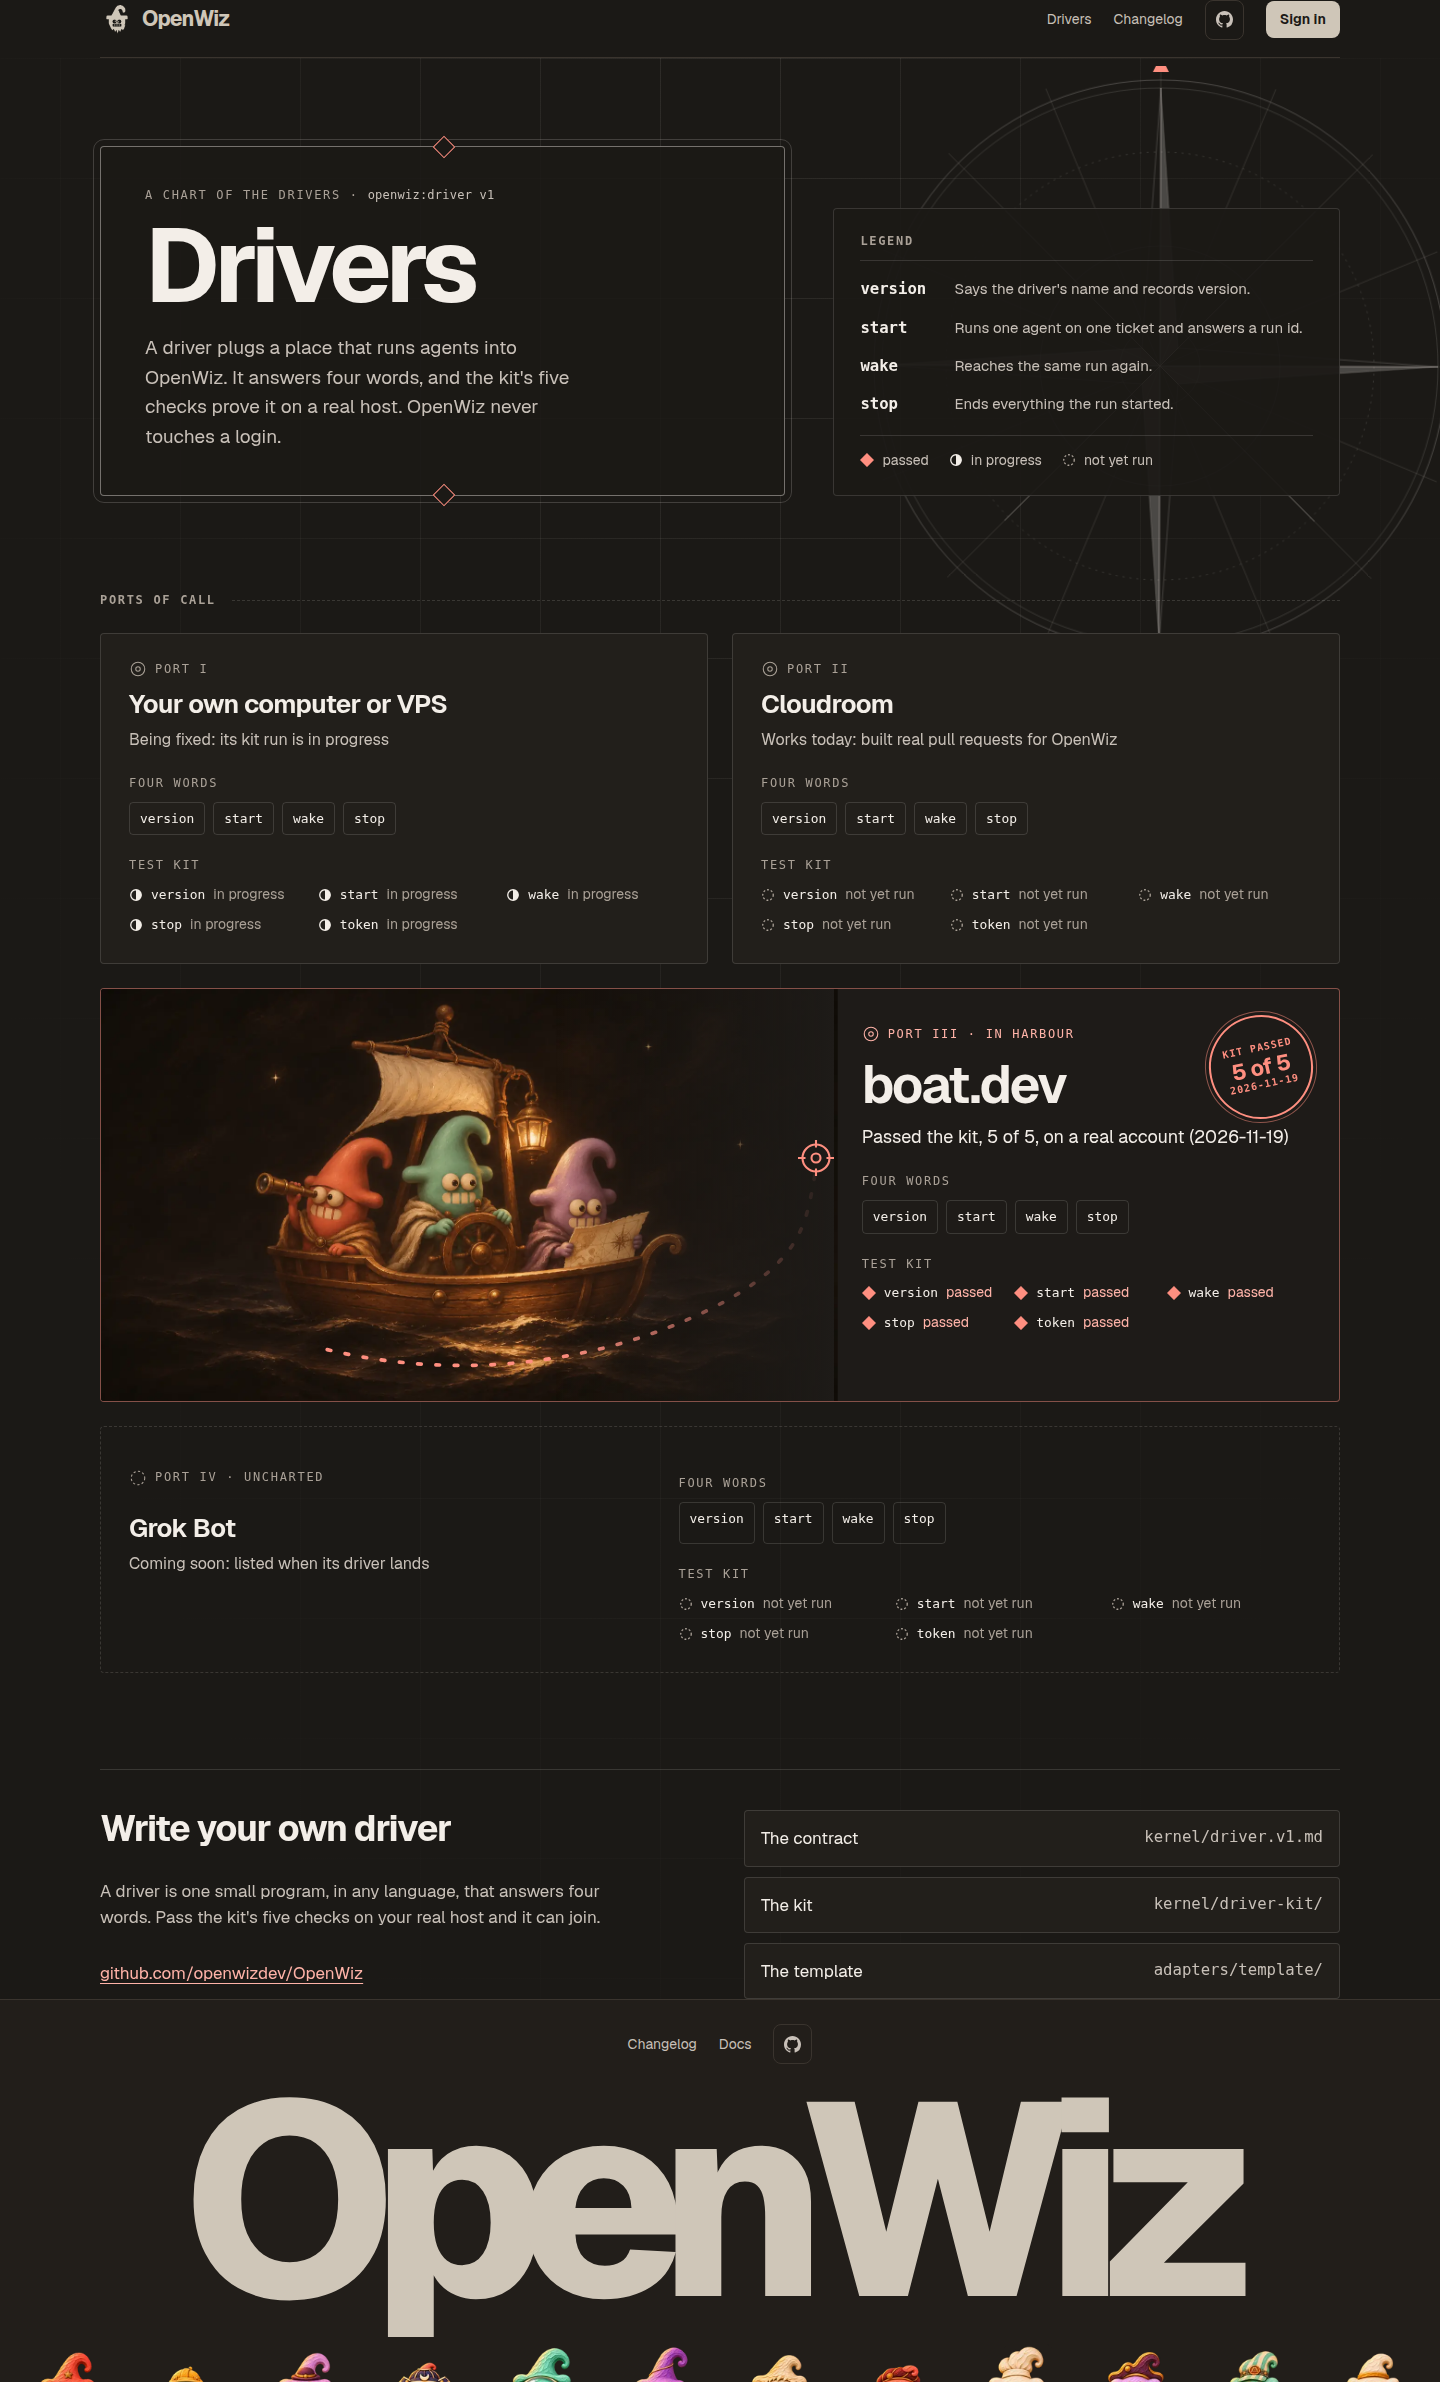 OpenWiz
Drivers Changelog Sign in
A CHART OF THE DRIVERS · openwiz:driver v1
Drivers
A driver plugs a place that runs agents into
OpenWiz. It answers four words, and the kit's five
checks prove it on a real host. OpenWiz never
touches a login.
LEGEND
version Says the driver's name and records version.
start Runs one agent on one ticket and answers a run id.
wake Reaches the same run again.
stop Ends everything the run started.
passed in progress not yet run
PORTS OF CALL
PORT I
Your own computer or VPS
Being fixed: its kit run is in progress
FOUR WORDS
version start wake stop
TEST KIT
version in progress start in progress wake in progress
stop in progress token in progress
PORT II
Cloudroom
Works today: built real pull requests for OpenWiz
FOUR WORDS
version start wake stop
TEST KIT
version not yet run start not yet run wake not yet run
stop not yet run token not yet run
PORT III · IN HARBOUR
boat.dev
KIT PASSED
5 of 5
2026-11-19
Passed the kit, 5 of 5, on a real account (2026-11-19)
FOUR WORDS
version start wake stop
TEST KIT
version passed start passed wake passed
stop passed token passed
PORT IV · UNCHARTED
Grok Bot
Coming soon: listed when its driver lands
FOUR WORDS
version start wake stop
TEST KIT
version not yet run start not yet run wake not yet run
stop not yet run token not yet run
Write your own driver
A driver is one small program, in any language, that answers four
words. Pass the kit's five checks on your real host and it can join.
github.com/openwizdev/OpenWiz
The contract kernel/driver.v1.md
The kit kernel/driver-kit/
The template adapters/template/
Changelog Docs
OpenWiz